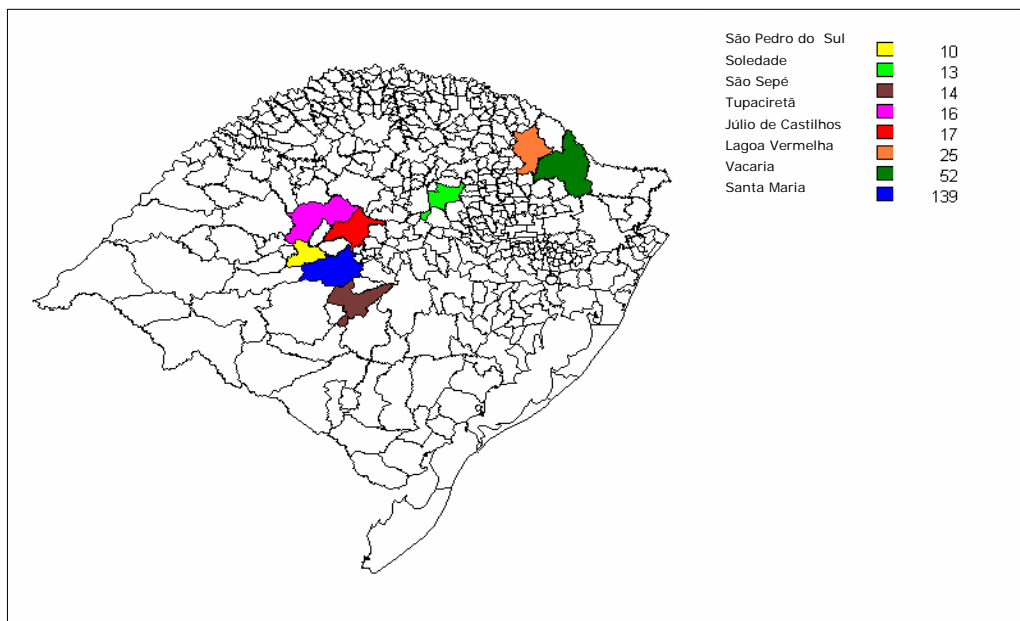 São Pedro do Sul 10
Soledade 13
São Sepé 14
Tupaciretã 16
Júlio de Castilhos 17
Lagoa Vermelha 25
Vacaria 52
Santa Maria 139